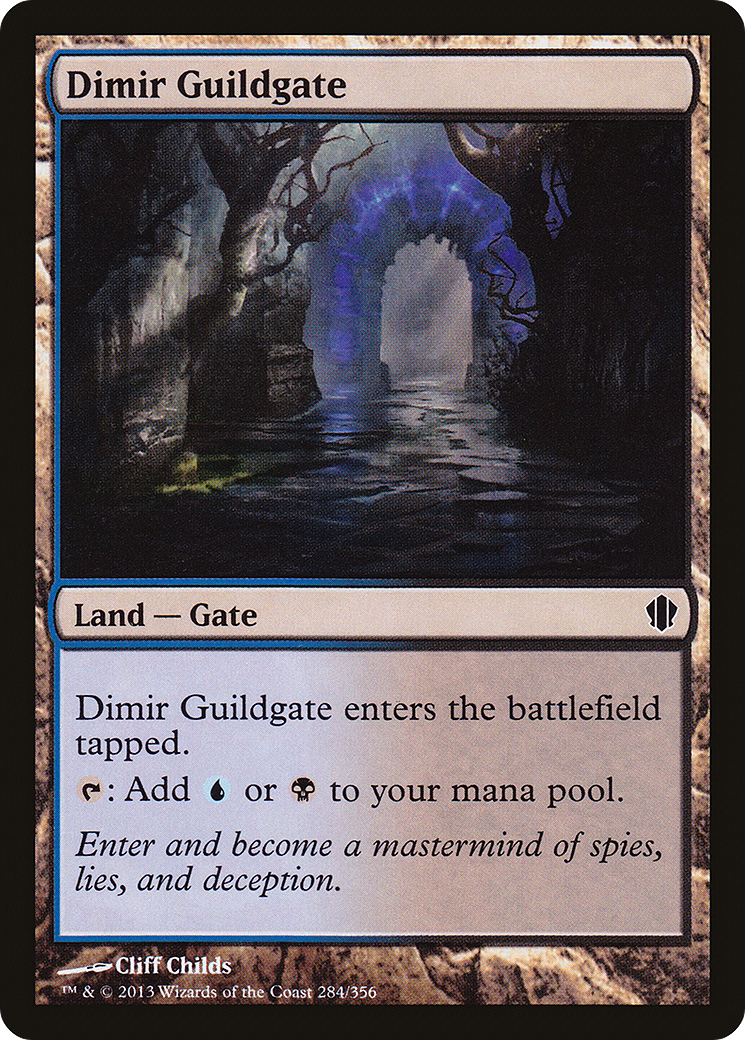 Dimir Guildgate
Land — Gate
Dimir Guildgate enters the battlefield
tapped.
: Add or to your mana pool.
Enter and become a mastermind of spies,
lies, and deception.
Cliff Childs
™ & © 2013 Wizards of the Coast 284/356